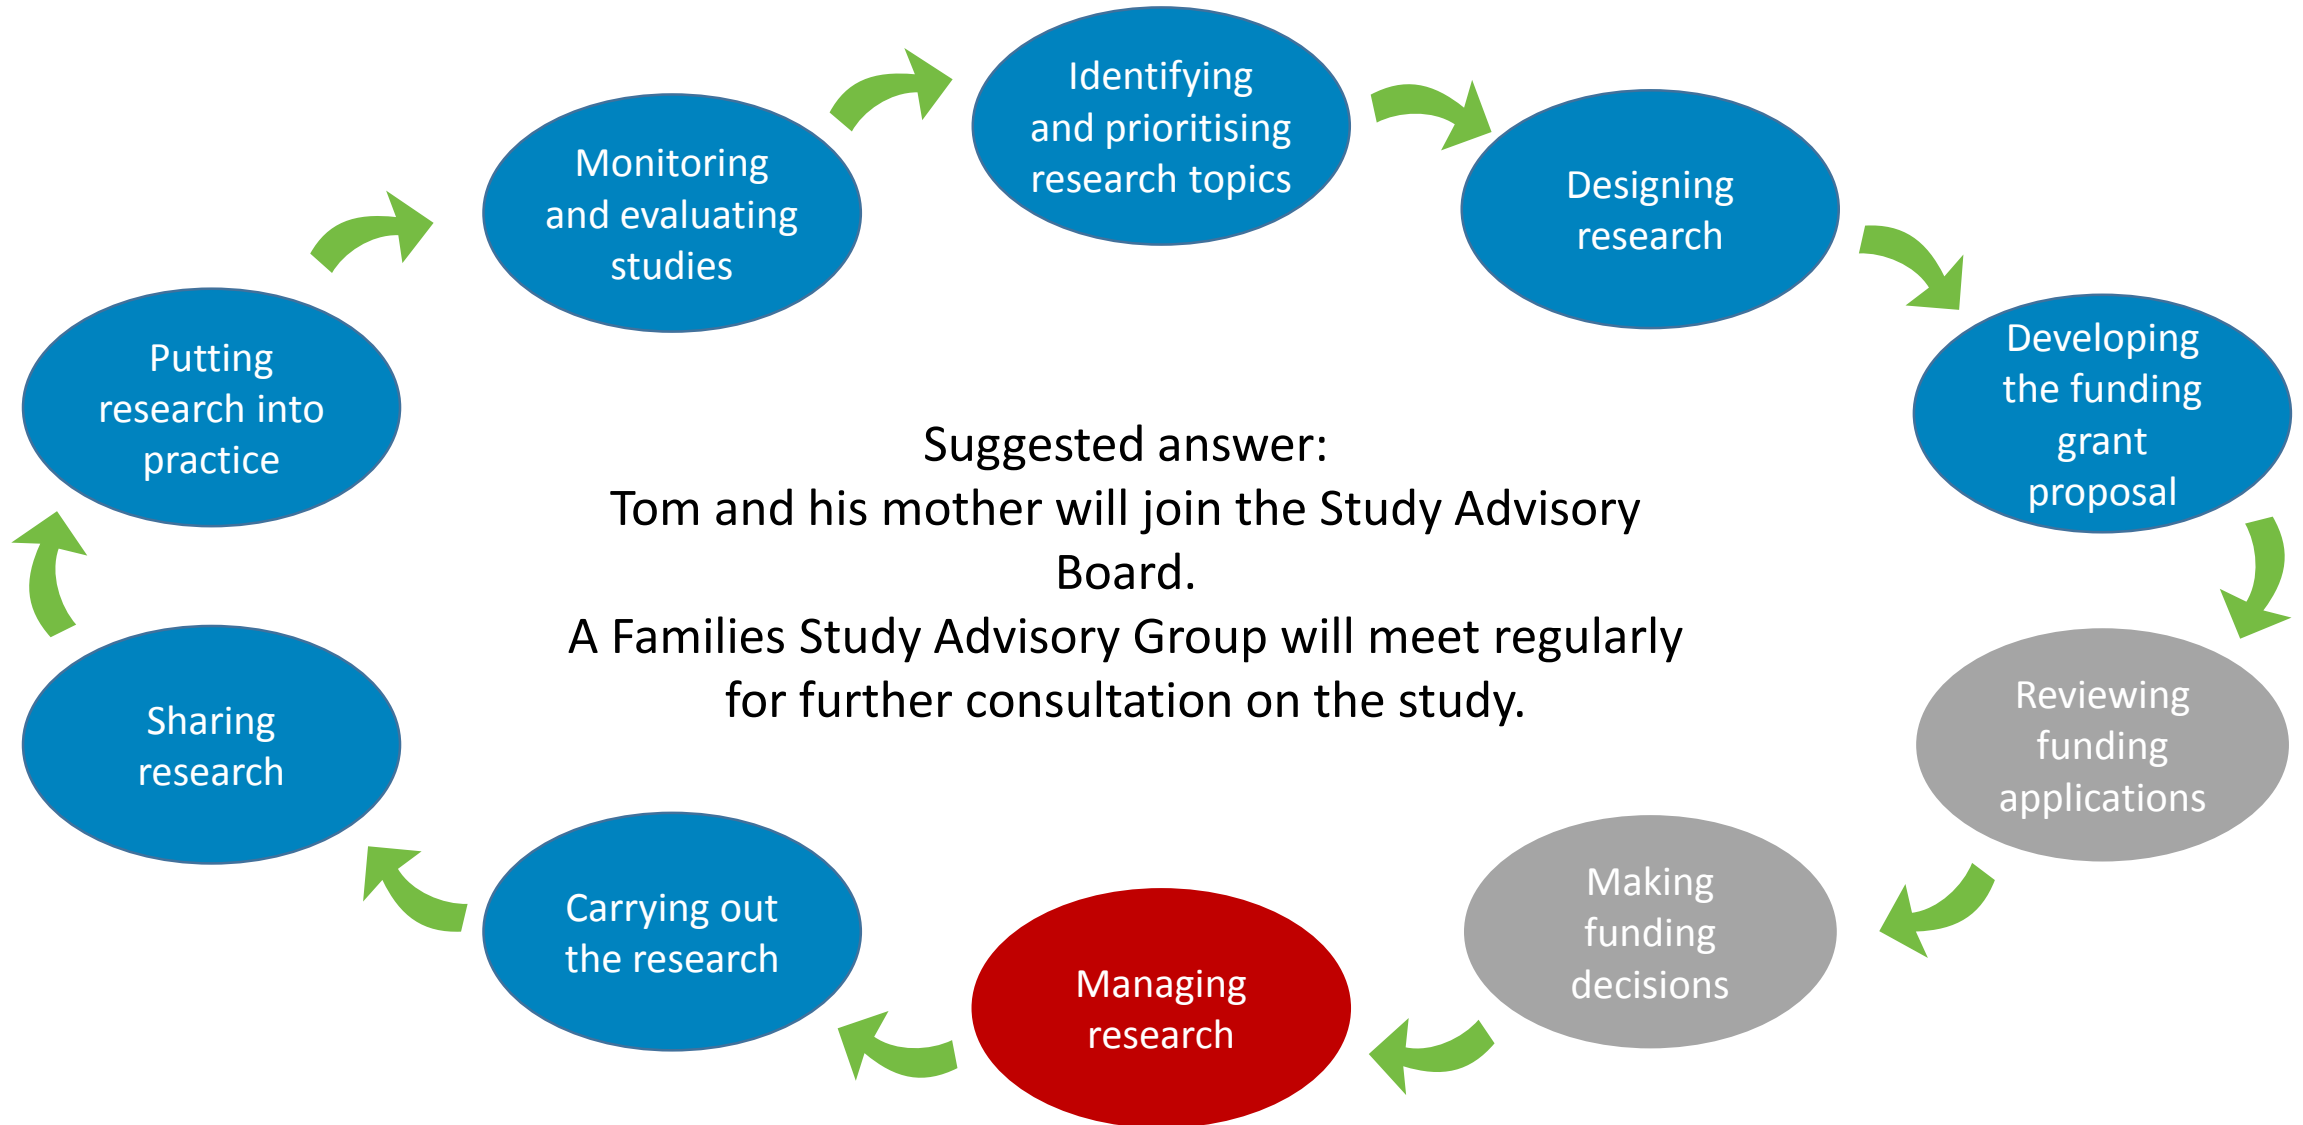 Identifying
and prioritising
research topics
Designing
research
Developing
the funding
grant
proposal
Reviewing
funding
applications
Making
funding
decisions
Managing
research
Carrying out
the research
Sharing
research
Putting
research into
practice
Monitoring
and evaluating
studies
Suggested answer:
Tom and his mother will join the Study Advisory
Board.
A Families Study Advisory Group will meet regularly
for further consultation on the study.